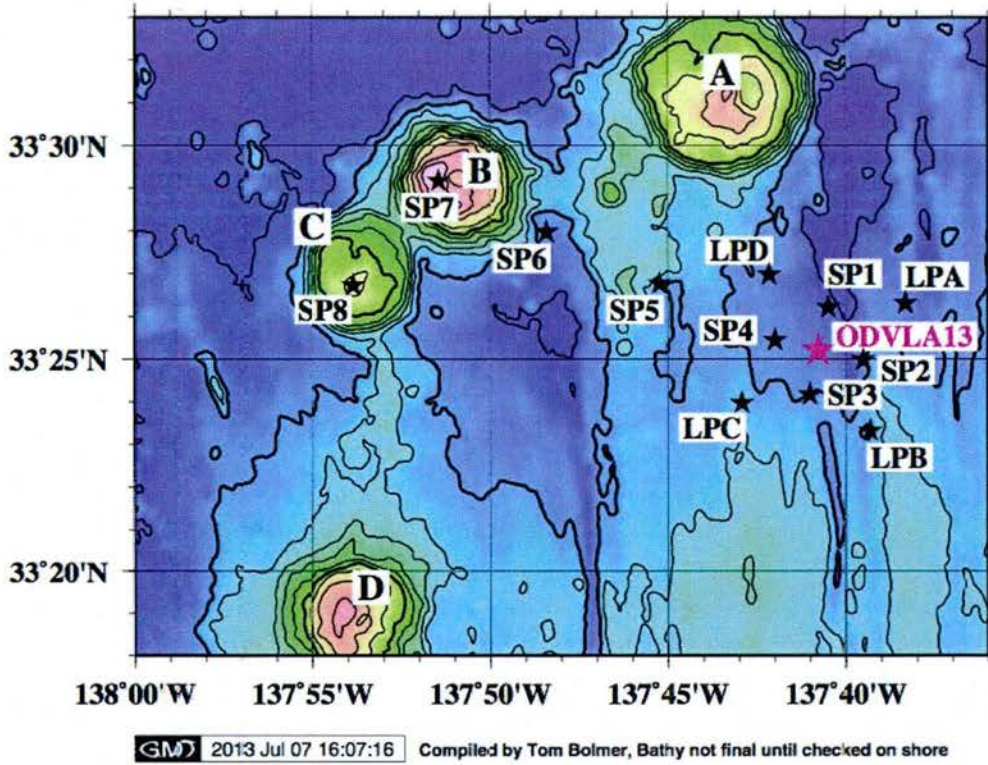 A
33°30'N
B
SP7
C
SP6
LPD
SP1
LPA
SP8
SP5
SP4
ODVLA13
33°25'N
SP2
SP3
LPC
LPB
33°20'N
D
138°00'W 137°55'W 137°50'W 137°45'W 137°40'W
GMT 2013 Jul 07 16:07:16 Compiled by Tom Bolmer, Bathy not final until checked on shore